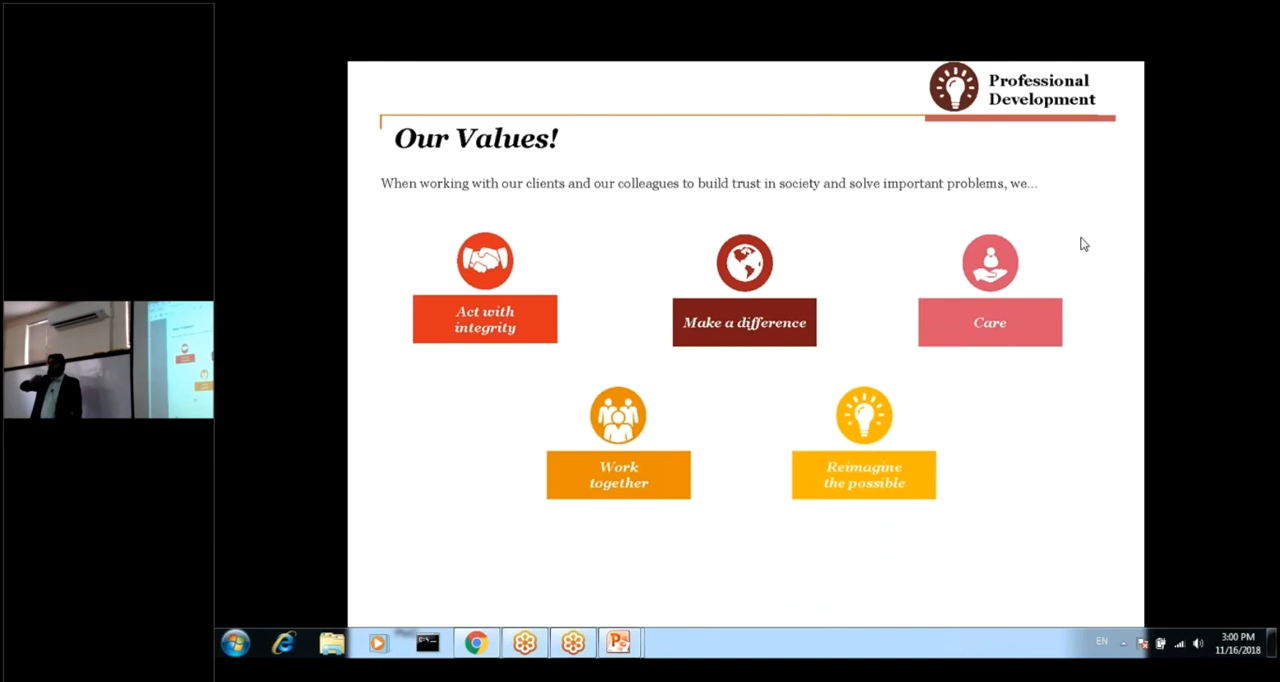 Professional
Development
Our Values!
When working with our clients and our colleagues to build trust in society and solve important problems, we...
Act with
integrity
Make a difference
Care
Work
together
Reimagine
the possible
EN
3:00 PM
11/16/2018